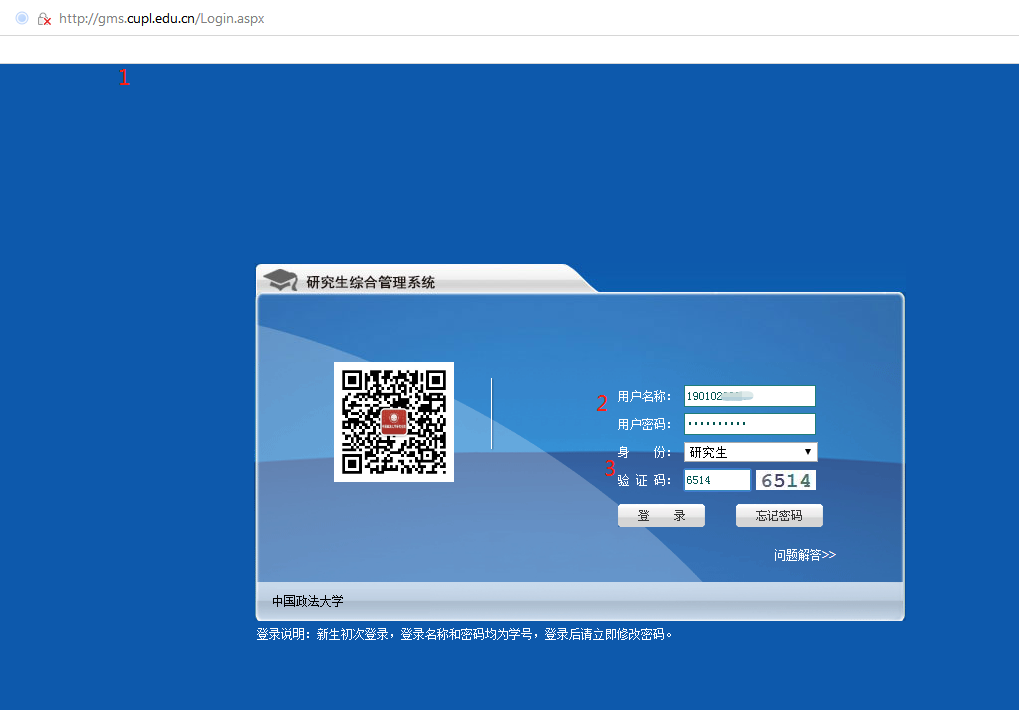 http://gms.cupl.edu.cn/Login.aspx
1
研究生综合管理系统
2
用户名称： 190102
用户密码： ••••••••••
身 份： 研究生 ▼
3
验 证 码： 6514 6514
登 录 忘记密码
问题解答>>
中国政法大学
登录说明：新生初次登录，登录名称和密码均为学号，登录后请立即修改密码。